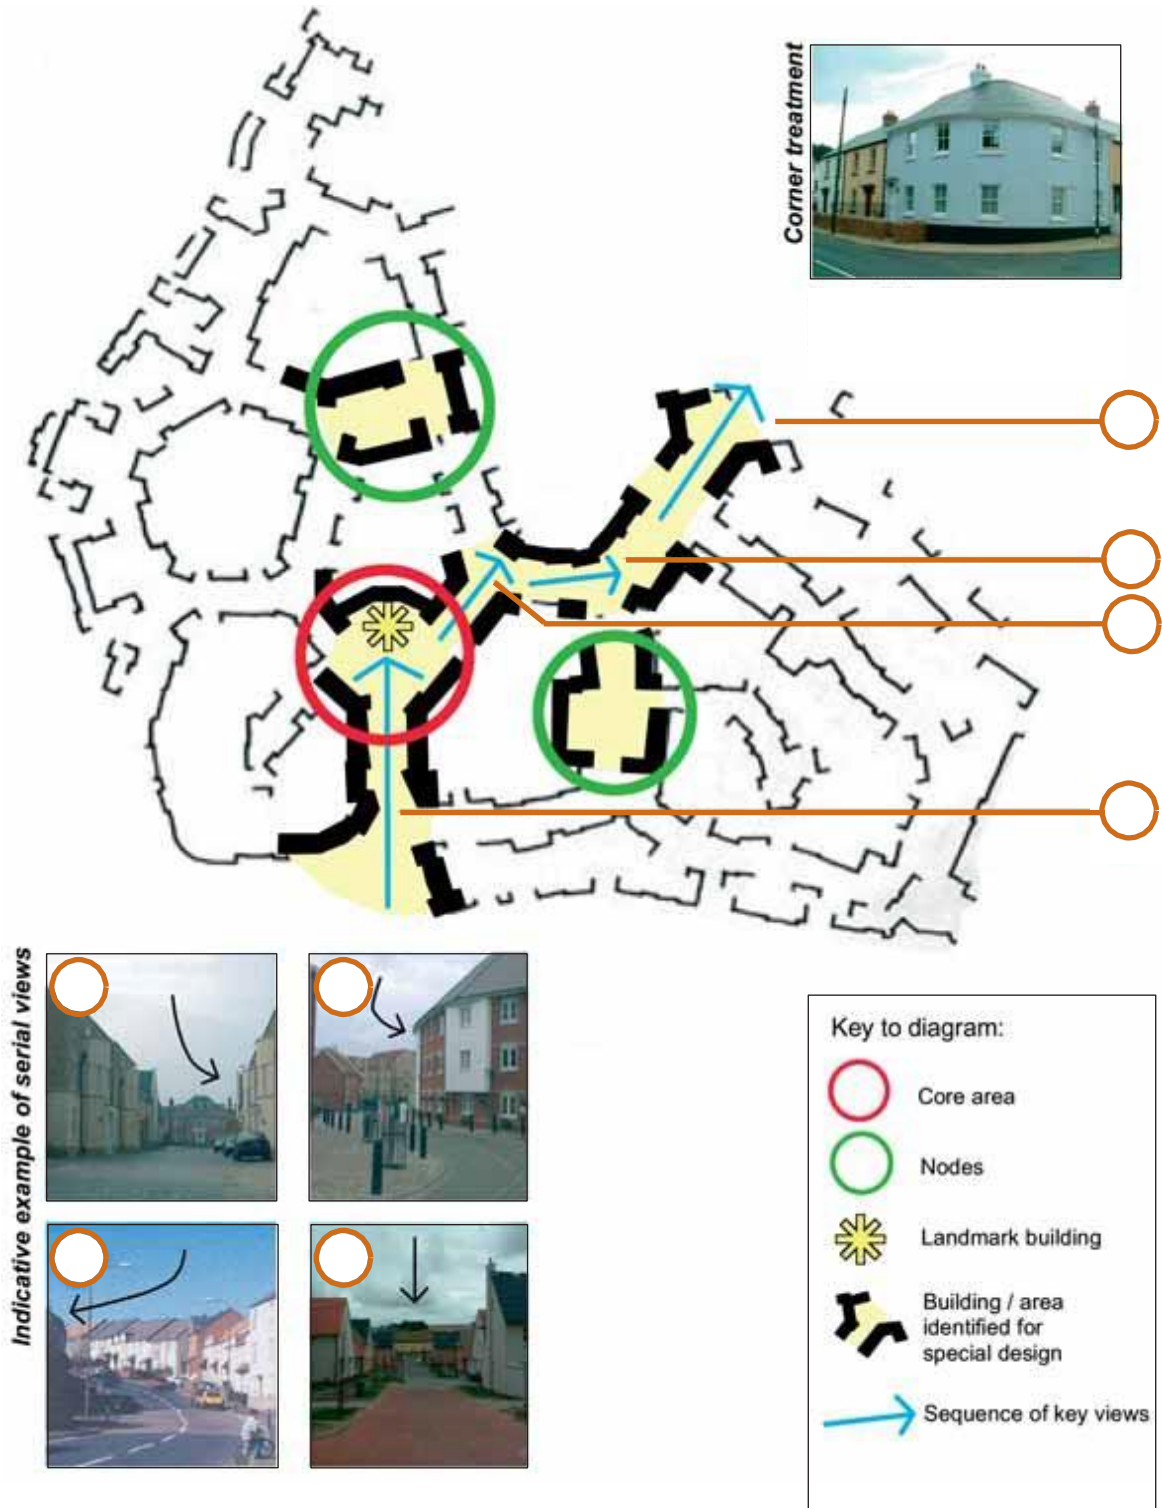 Corner treatment
Indicative example of serial views
Key to diagram:
Core area
Nodes
Landmark building
Building / area
identified for
special design
Sequence of key views